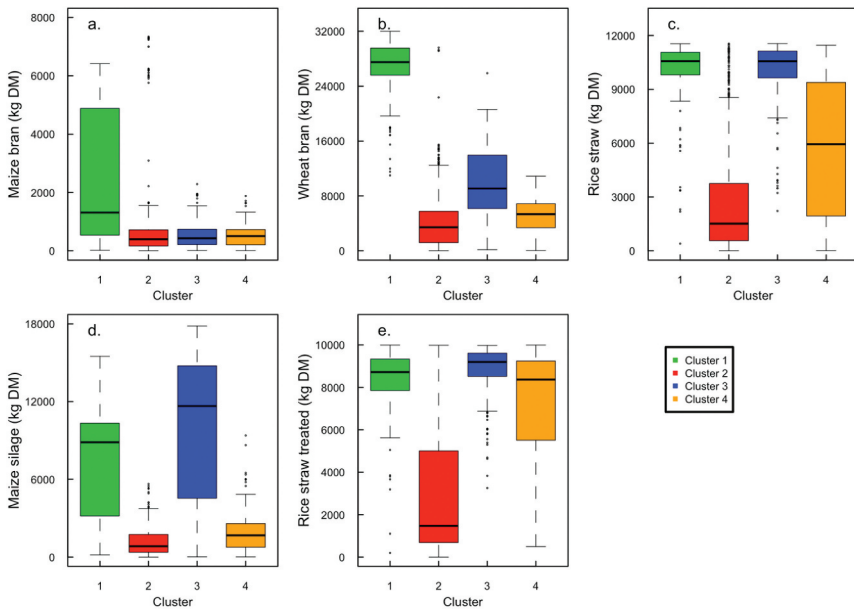 a.
Maize bran (kg DM)
8000
6000
4000
2000
0
1 2 3 4
Cluster
b.
Wheat bran (kg DM)
32000
24000
16000
8000
0
1 2 3 4
Cluster
c.
Rice straw (kg DM)
12000
9000
6000
3000
0
1 2 3 4
Cluster
d.
Maize silage (kg DM)
18000
12000
6000
0
1 2 3 4
Cluster
e.
Rice straw treated (kg DM)
10000
8000
6000
4000
2000
0
1 2 3 4
Cluster
Cluster 1
Cluster 2
Cluster 3
Cluster 4